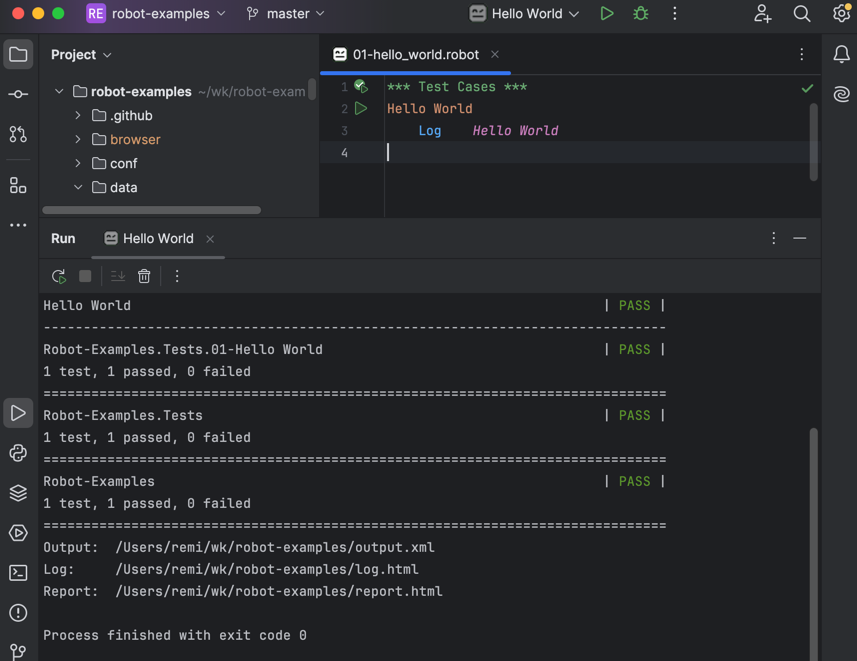 RE robot-examples master Hello World
Project
01-hello_world.robot
robot-examples ~/wk/robot-exam
.github
browser
conf
data
1 *** Test Cases ***
2 Hello World
3 Log Hello World
4
Run Hello World
Hello World | PASS |
------------------------------------------------------------------------------
Robot-Examples.Tests.01-Hello World | PASS |
1 test, 1 passed, 0 failed
==============================================================================
Robot-Examples.Tests | PASS |
1 test, 1 passed, 0 failed
==============================================================================
Robot-Examples | PASS |
1 test, 1 passed, 0 failed
==============================================================================
Output: /Users/remi/wk/robot-examples/output.xml
Log: /Users/remi/wk/robot-examples/log.html
Report: /Users/remi/wk/robot-examples/report.html
Process finished with exit code 0